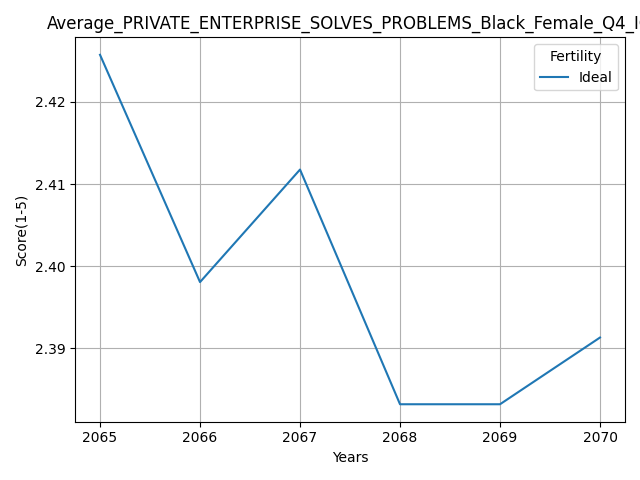 Average_PRIVATE_ENTERPRISE_SOLVES_PROBLEMS_Black_Female_Q4_I
Fertility
Ideal
2.42
2.41
2.40
2.39
Score(1-5)
2065 2066 2067 2068 2069 2070
Years